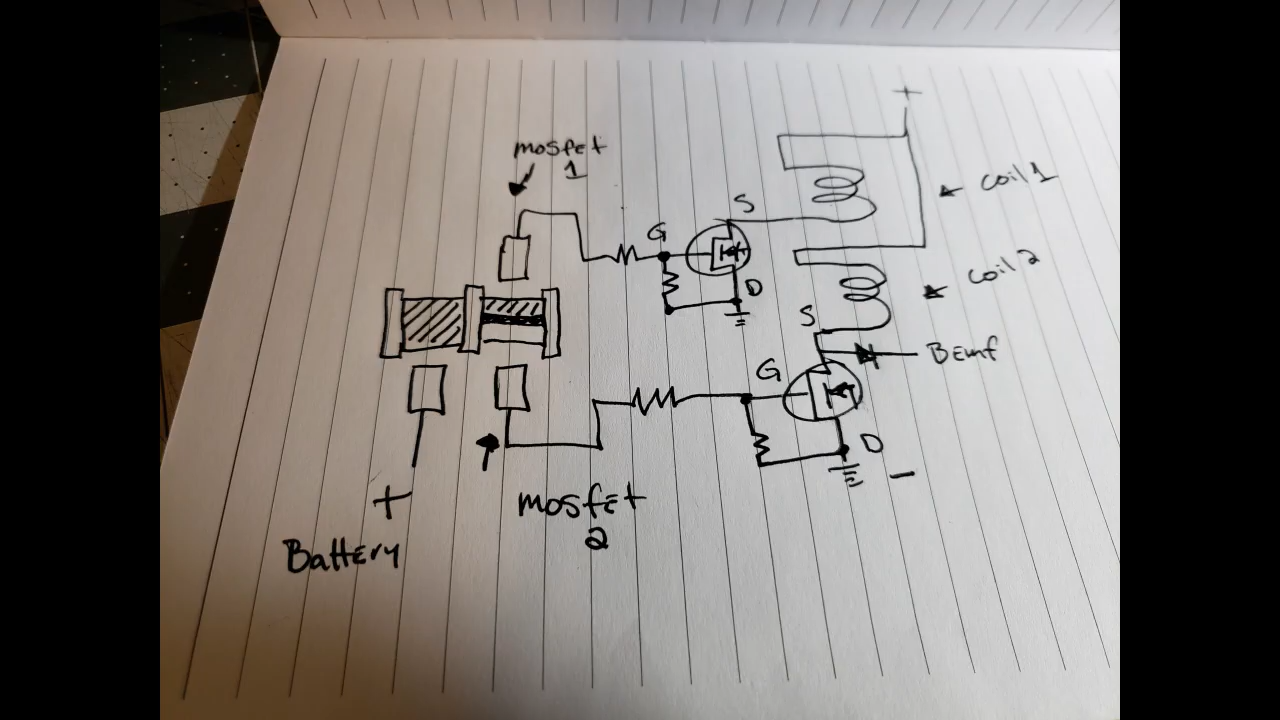 +
mosfet
1
S
coil 1
G
D
coil 2
S
Bemf
G
D
-
+
mosfet
2
Battery